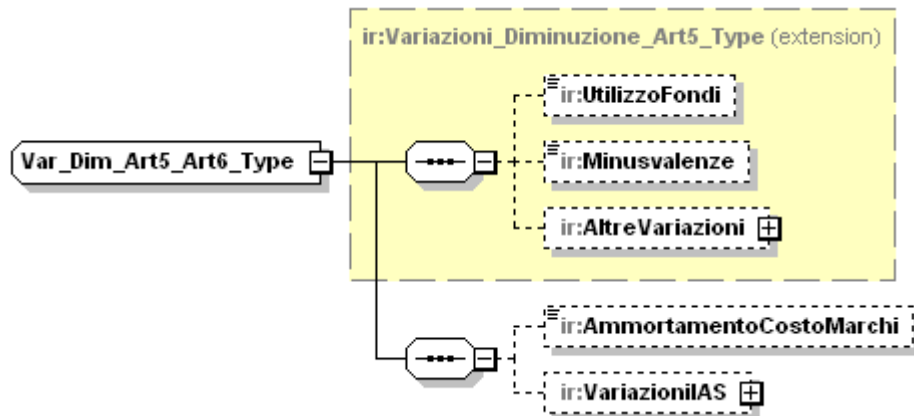 ir:Variazioni_Diminuzione_Art5_Type (extension)
ir:UtilizzoFondi
Var_Dim_Art5_Art6_Type
ir:Minusvalenze
ir:AltreVariazioni
ir:AmmortamentoCostoMarchi
ir:VariazioniIAS